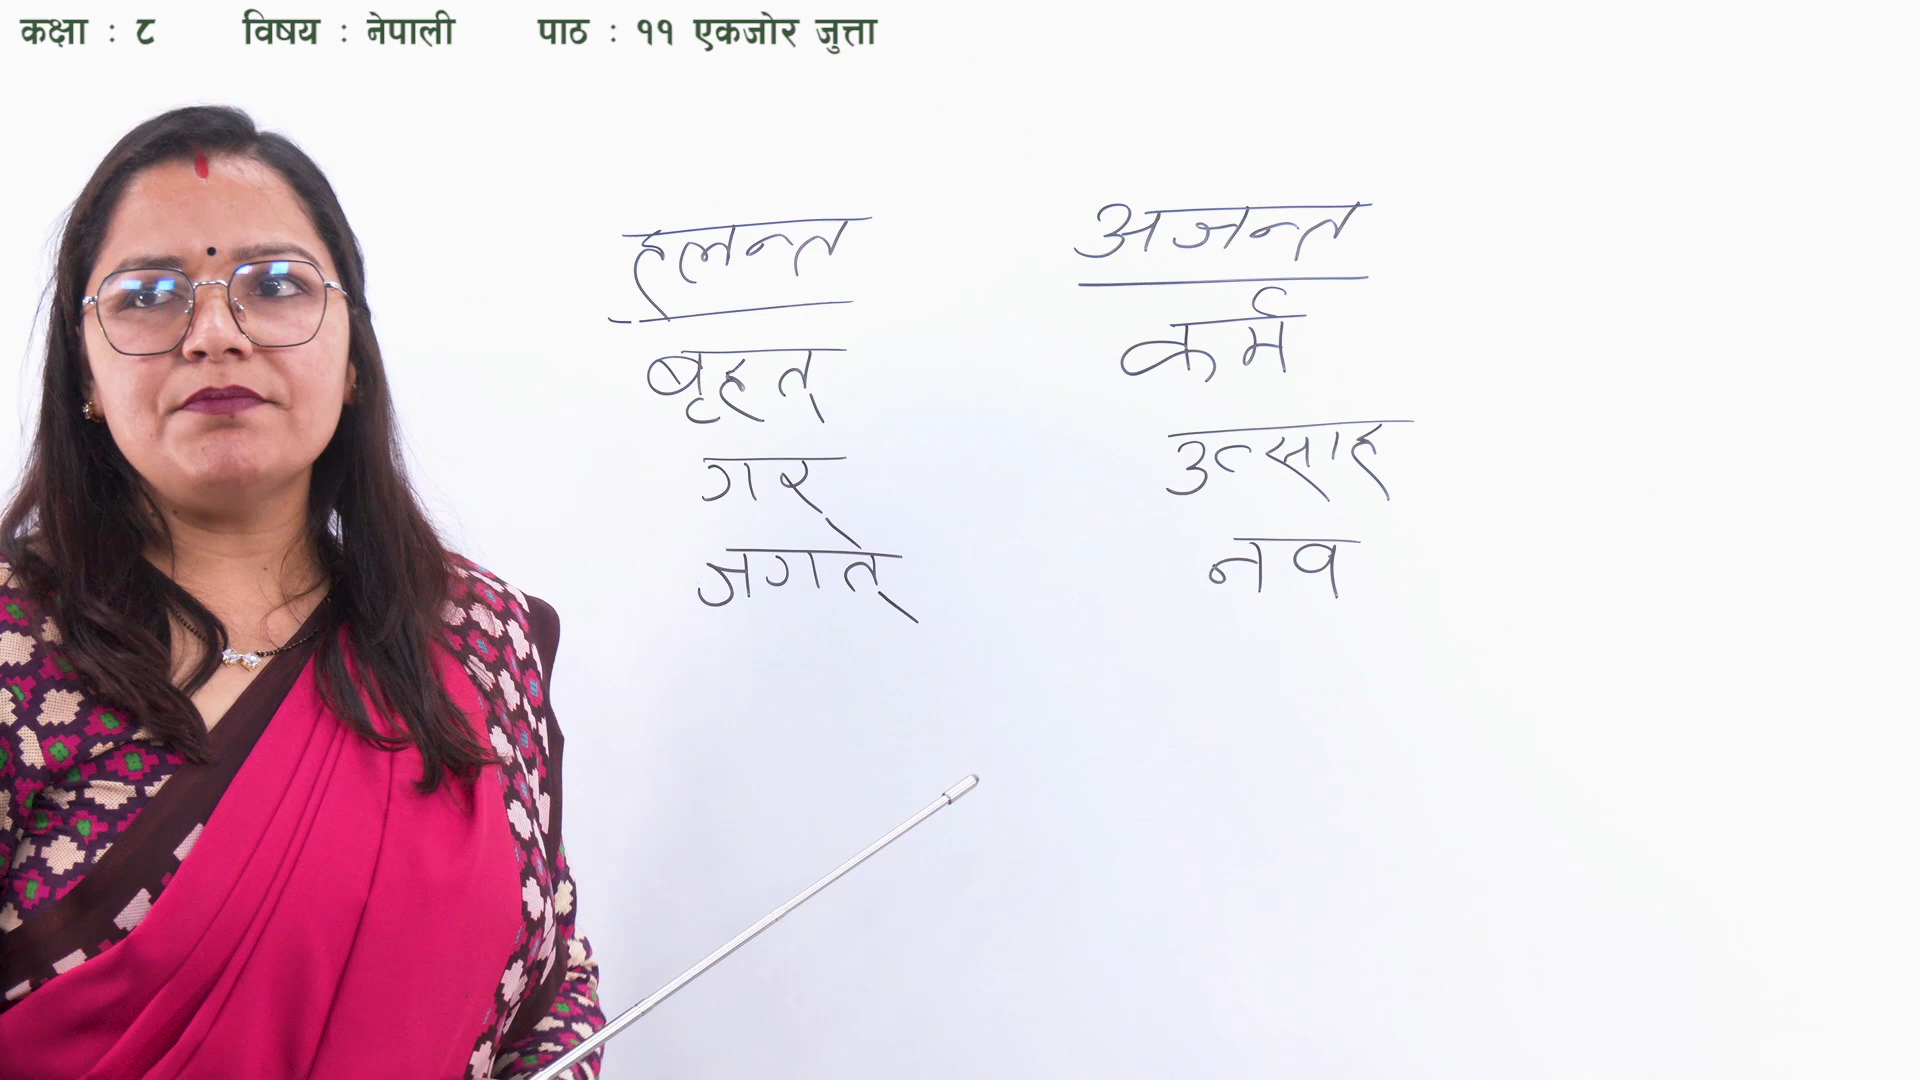 कक्षा : ८ विषय : नेपाली पाठ : ११ एकजोर जुत्ता
हलन्त अजन्त
बृहत् कर्म
गर् उत्साह
जगत् नव